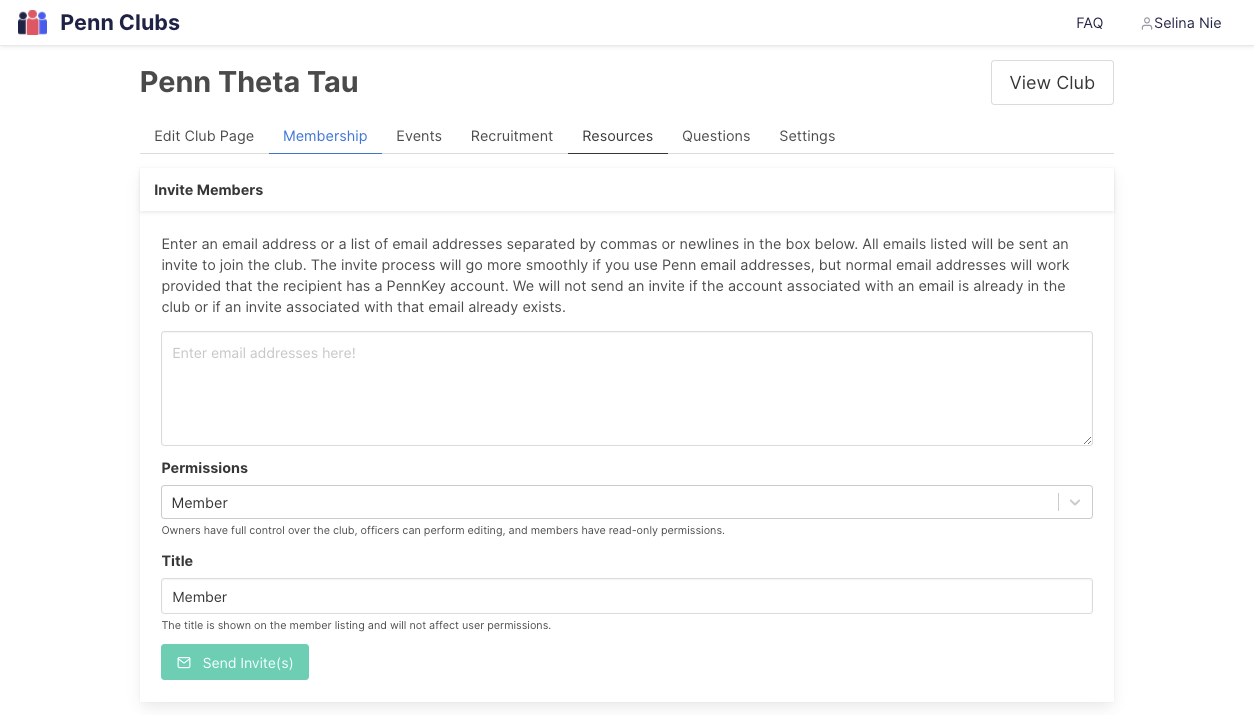 Penn Clubs
FAQ
Selina Nie
Penn Theta Tau
View Club
Edit Club Page Membership Events Recruitment Resources Questions Settings
Invite Members
Enter an email address or a list of email addresses separated by commas or newlines in the box below. All emails listed will be sent an
invite to join the club. The invite process will go more smoothly if you use Penn email addresses, but normal email addresses will work
provided that the recipient has a PennKey account. We will not send an invite if the account associated with an email is already in the
club or if an invite associated with that email already exists.
Enter email addresses here!
Permissions
Member
Owners have full control over the club, officers can perform editing, and members have read-only permissions.
Title
Member
The title is shown on the member listing and will not affect user permissions.
Send Invite(s)